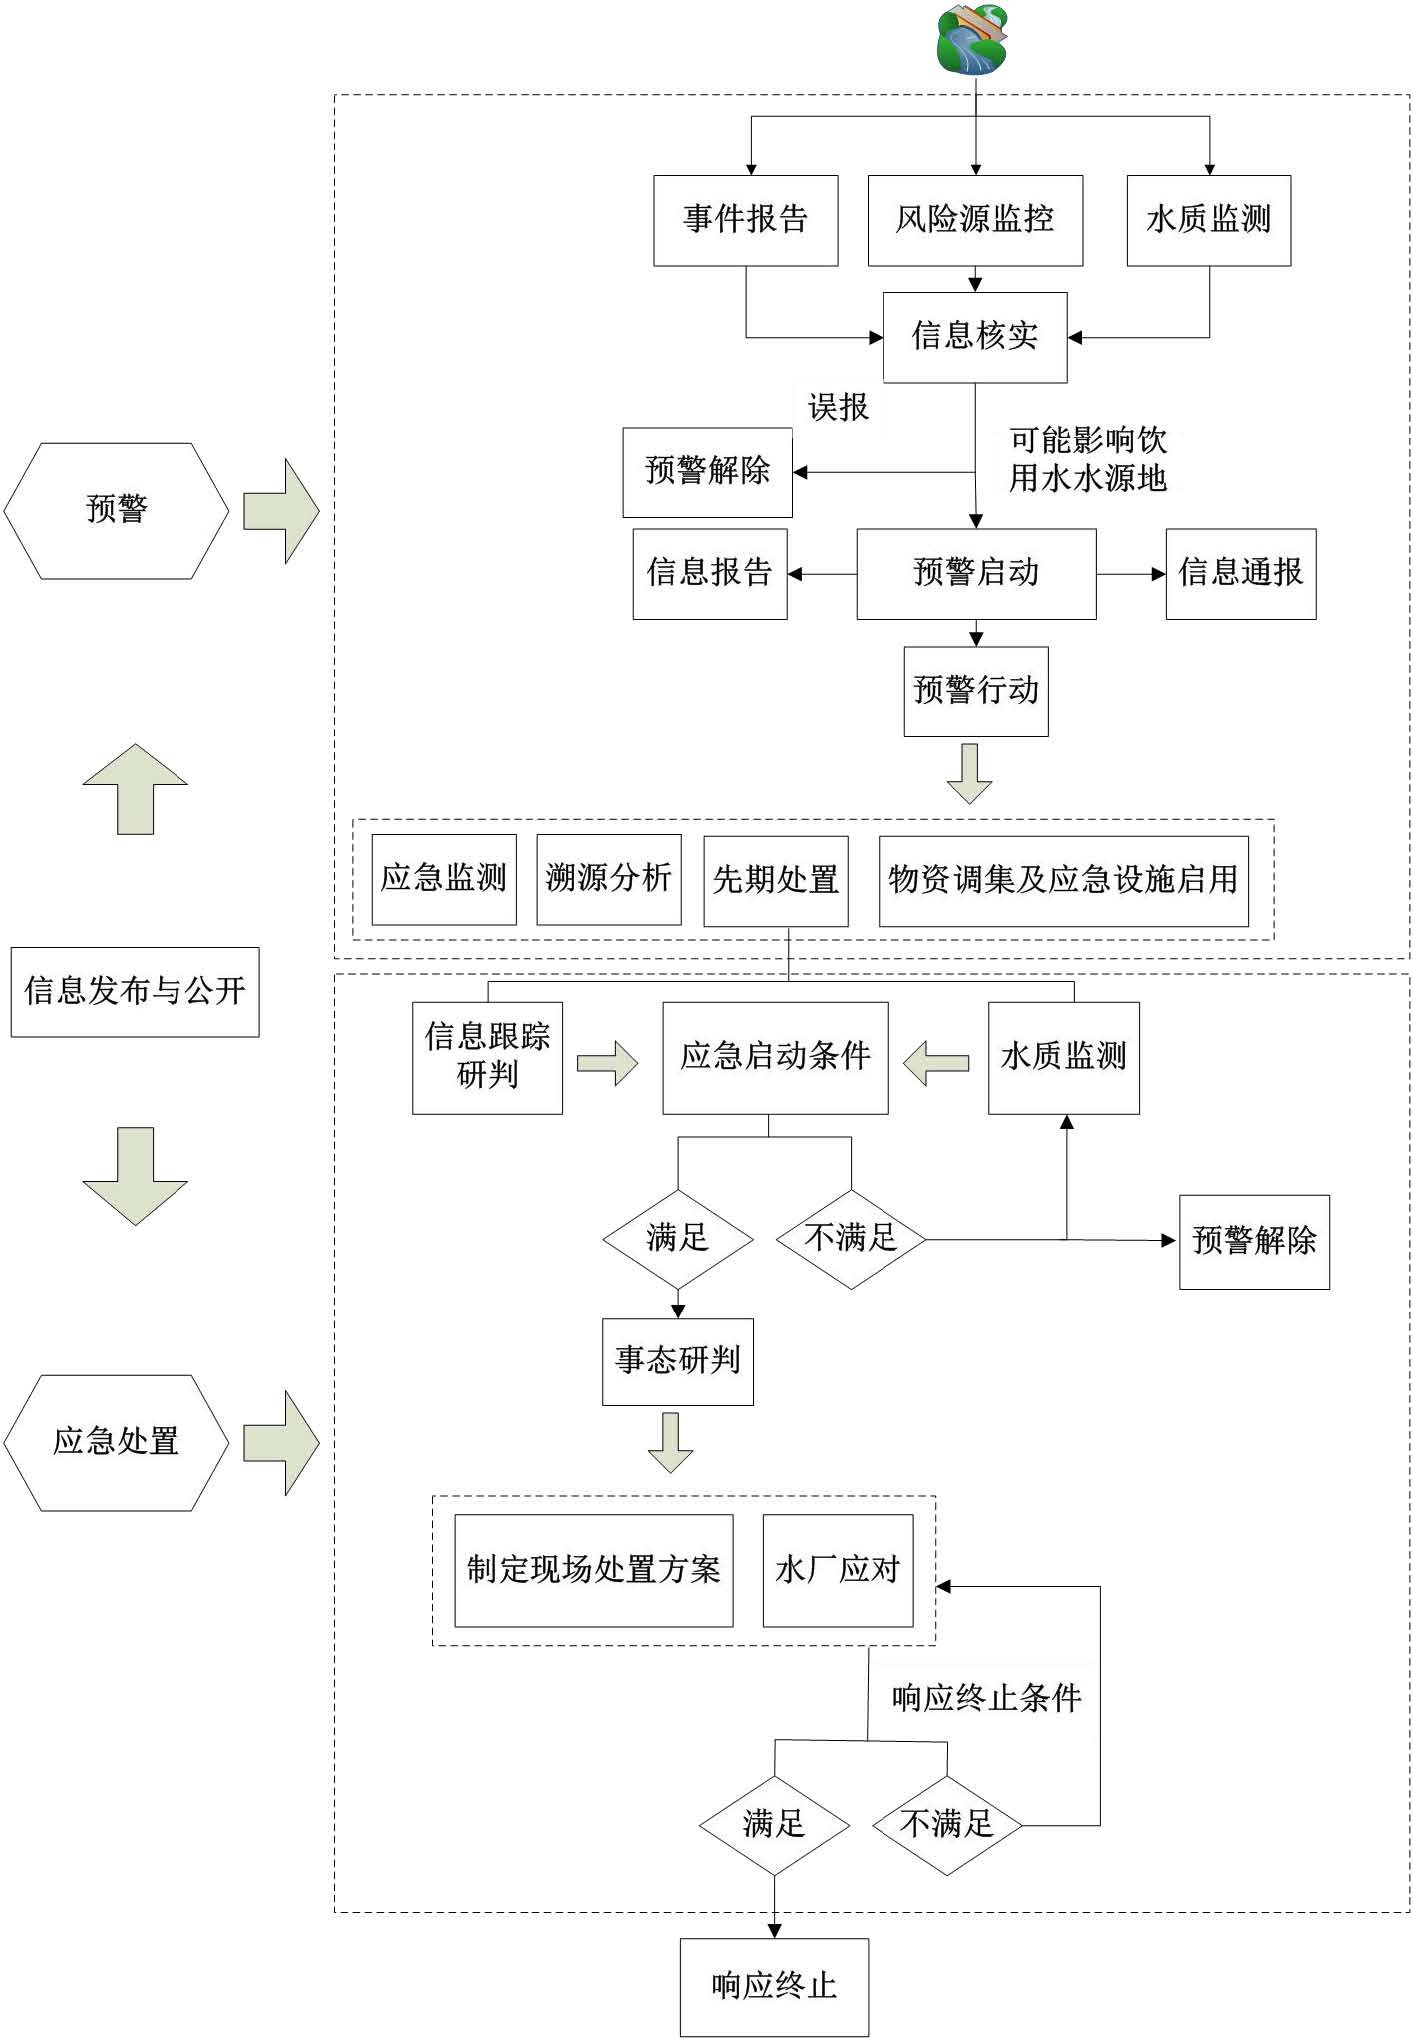 事件报告
风险源监控
水质监测
信息核实
误报
可能影响饮
用水水源地
预警解除
预警
信息报告
预警启动
信息通报
预警行动
应急监测
溯源分析
先期处置
物资调集及应急设施启用
信息发布与公开
信息跟踪
研判
应急启动条件
水质监测
满足
不满足
预警解除
事态研判
应急处置
制定现场处置方案
水厂应对
响应终止条件
满足
不满足
响应终止